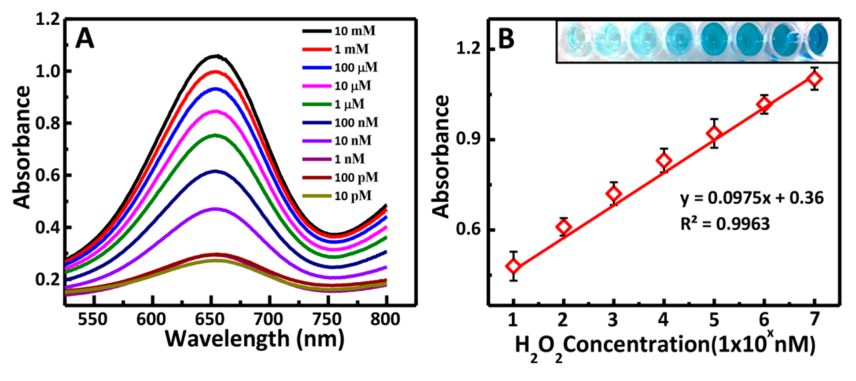 A
10 mM
1 mM
100 µM
10 µM
1 µM
100 nM
10 nM
1 nM
100 pM
10 pM
Absorbance
1.2
1.0
0.8
0.6
0.4
0.2
550 600 650 700 750 800
Wavelength (nm)
B
Absorbance
1.2
0.9
0.6
y = 0.0975x + 0.36
R² = 0.9963
1 2 3 4 5 6 7
H₂O₂Concentration(1x10ˣnM)